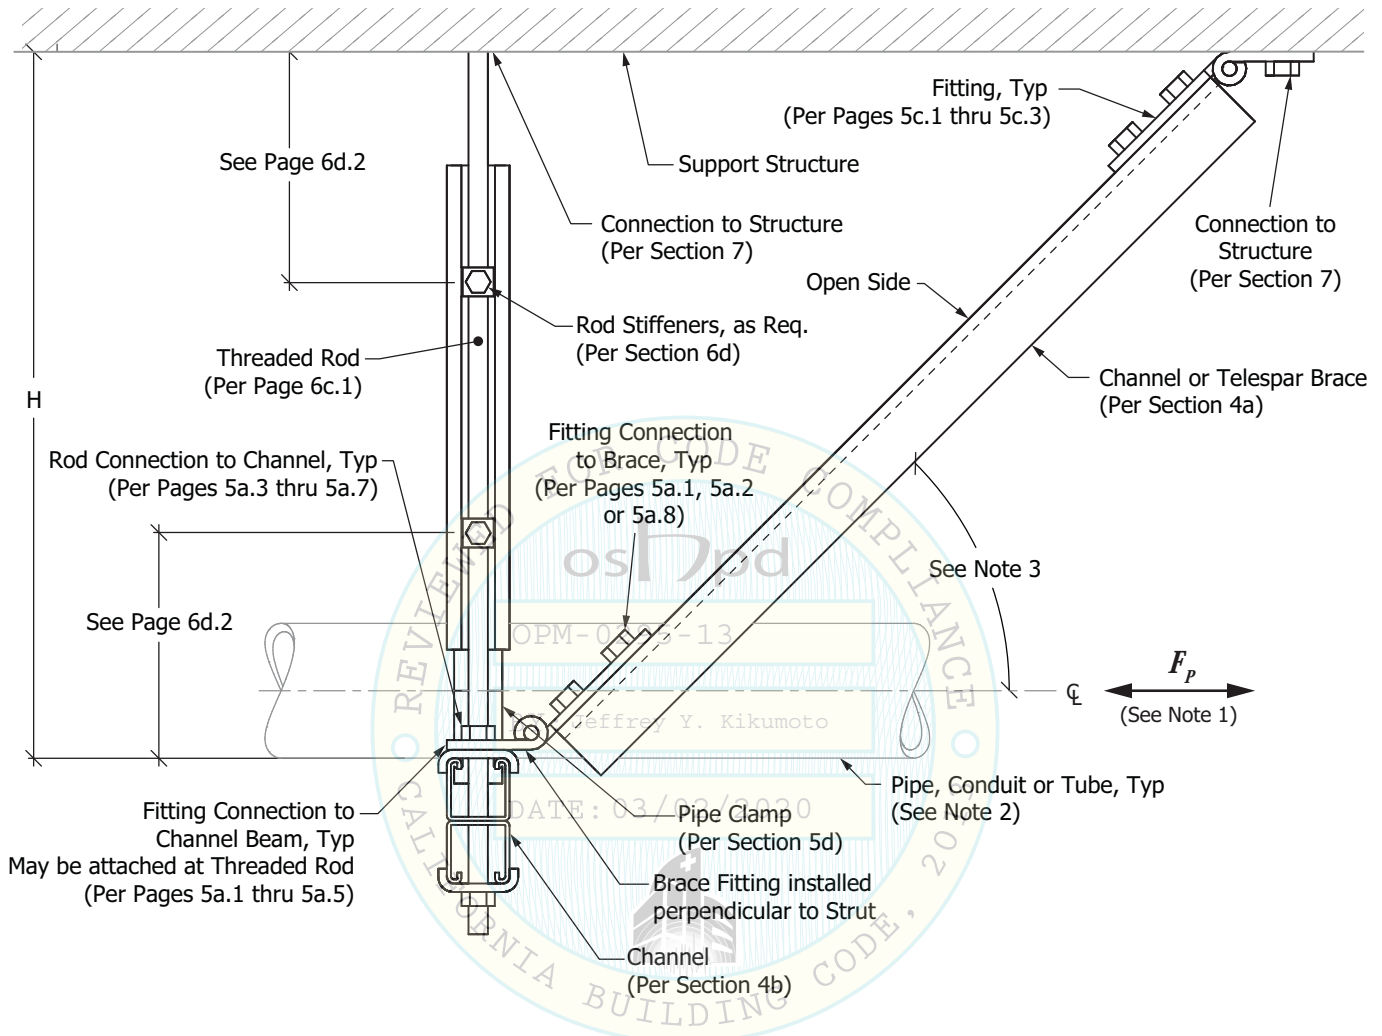 See Page 6d.2
Fitting, Typ
(Per Pages 5c.1 thru 5c.3)
Support Structure
Connection to Structure
(Per Section 7)
Connection to
Structure
(Per Section 7)
Open Side
Rod Stiffeners, as Req.
(Per Section 6d)
Threaded Rod
(Per Page 6c.1)
H
Channel or Telespar Brace
(Per Section 4a)
Fitting Connection
to Brace, Typ
(Per Pages 5a.1, 5a.2
or 5a.8)
Rod Connection to Channel, Typ
(Per Pages 5a.3 thru 5a.7)
See Note 3
See Page 6d.2
Fp
(See Note 1)
℄
Pipe, Conduit or Tube, Typ
(See Note 2)
Fitting Connection to
Channel Beam, Typ
May be attached at Threaded Rod
(Per Pages 5a.1 thru 5a.5)
Pipe Clamp
(Per Section 5d)
Brace Fitting installed
perpendicular to Strut
Channel
(Per Section 4b)
REVIEWED FOR CODE COMPLIANCE
oshpd
Jeffrey Y. Kikumoto
CALIFORNIA BUILDING CODE,